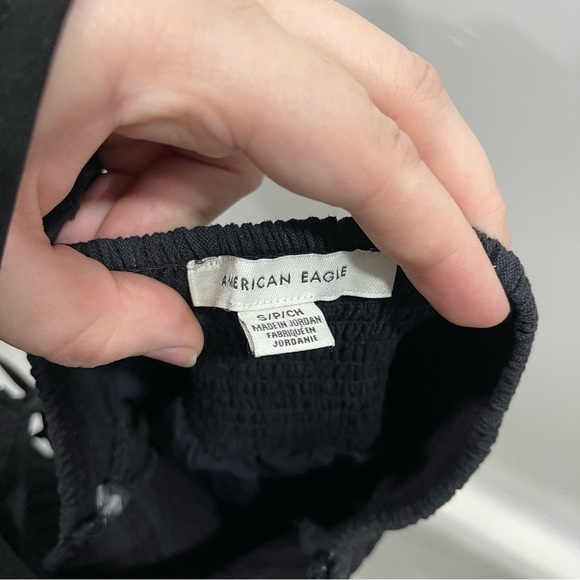 AMERICAN EAGLE
S/P/CH
MADE IN JORDAN
FABRIQUÉ EN
JORDANIE